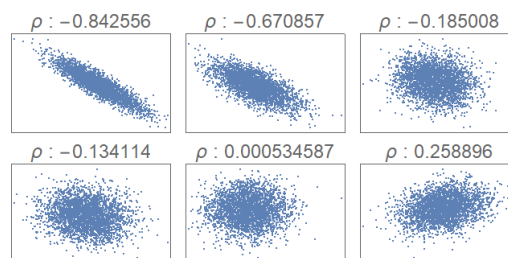 ρ : −0.842556
ρ : −0.670857
ρ : −0.185008
ρ : −0.134114
ρ : 0.000534587
ρ : 0.258896